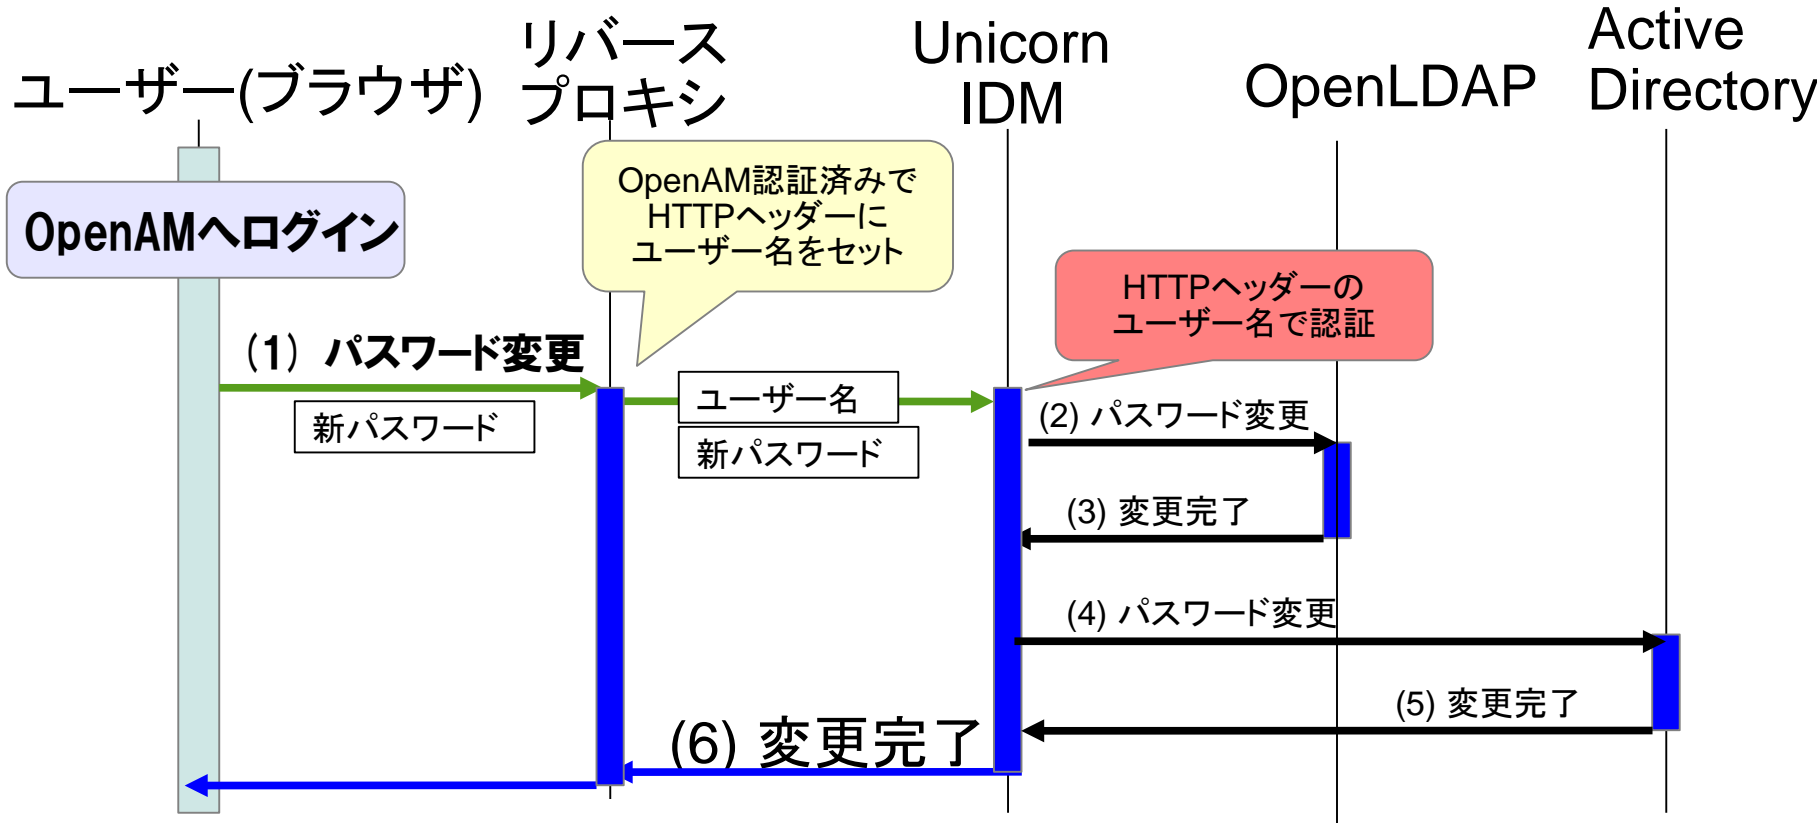 ユーザー(ブラウザ)
リバース
プロキシ
Unicorn
IDM
OpenLDAP
Active
Directory
OpenAMへログイン
OpenAM認証済みで
HTTPヘッダーに
ユーザー名をセット
HTTPヘッダーの
ユーザー名で認証
(1) パスワード変更
新パスワード
ユーザー名
新パスワード
(2) パスワード変更
(3) 変更完了
(4) パスワード変更
(5) 変更完了
(6) 変更完了